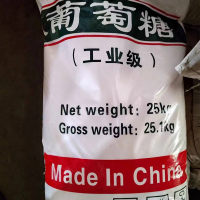 葡萄糖
(工业级)
Net weight: 25kg
Gross weight: 25.1kg
Made In China